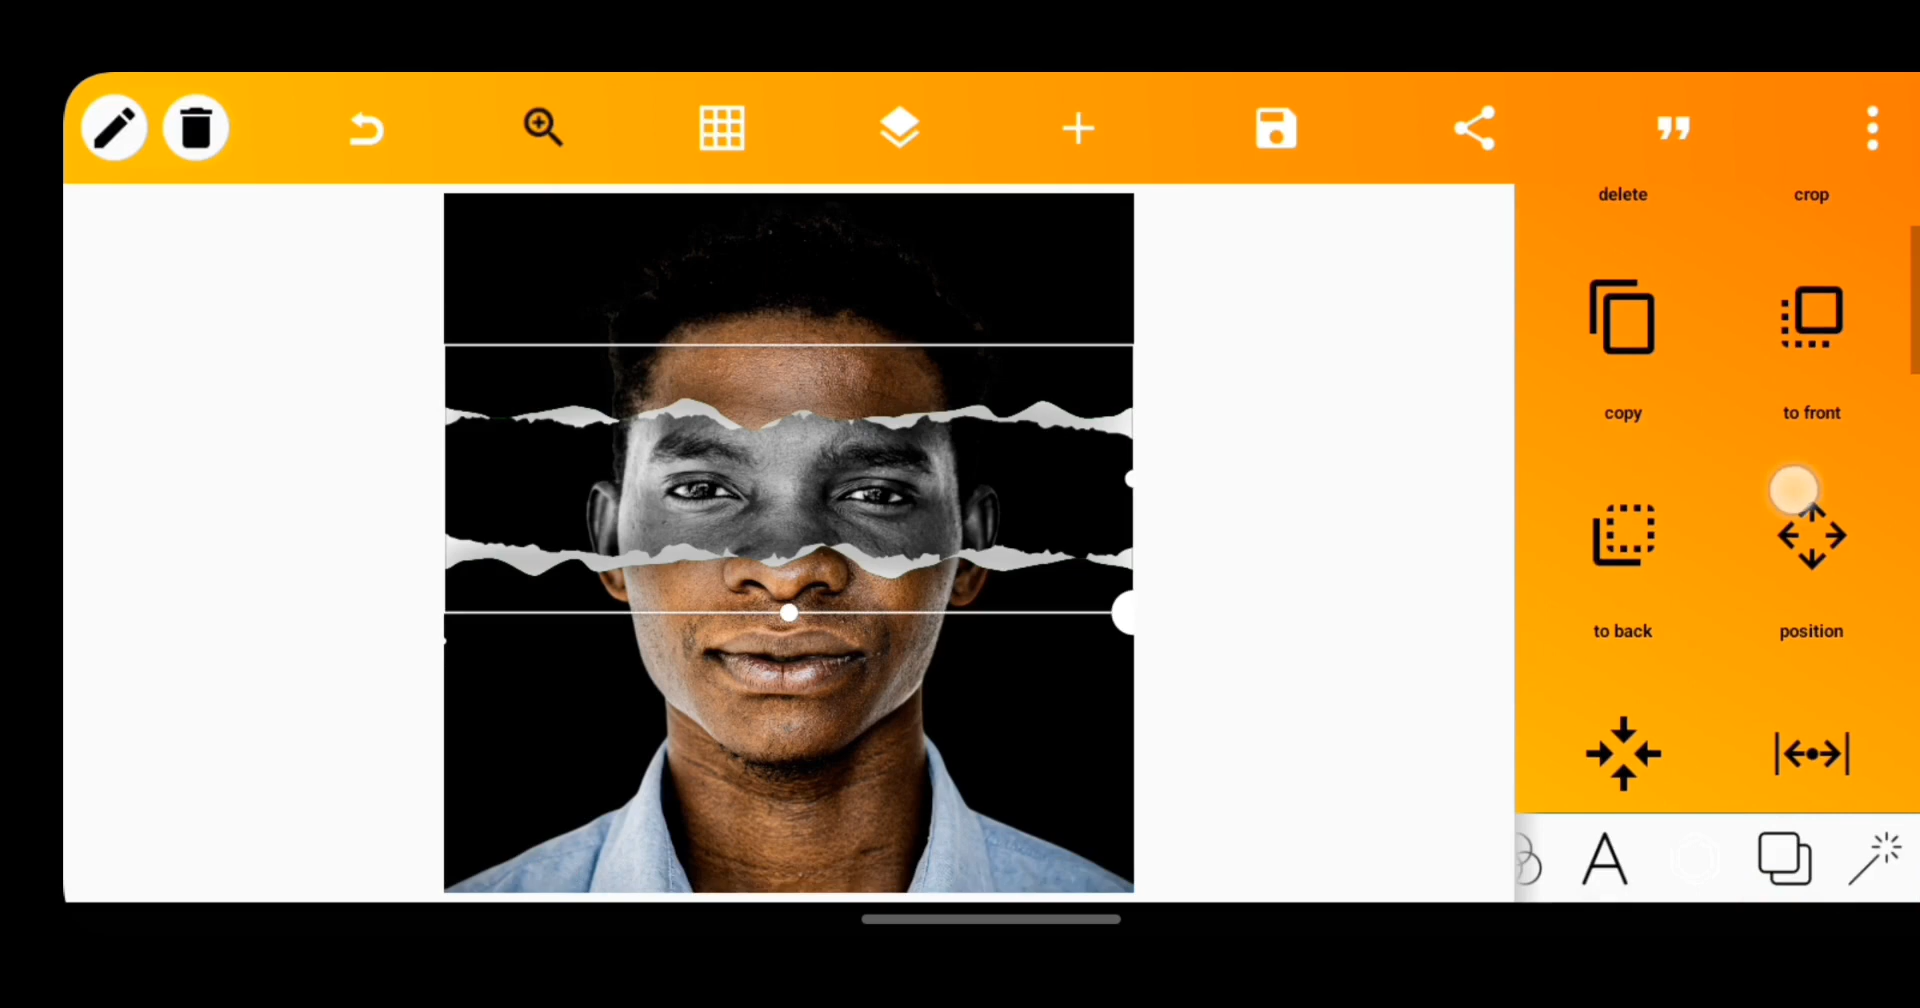 delete
crop
copy
to front
to back
position
A